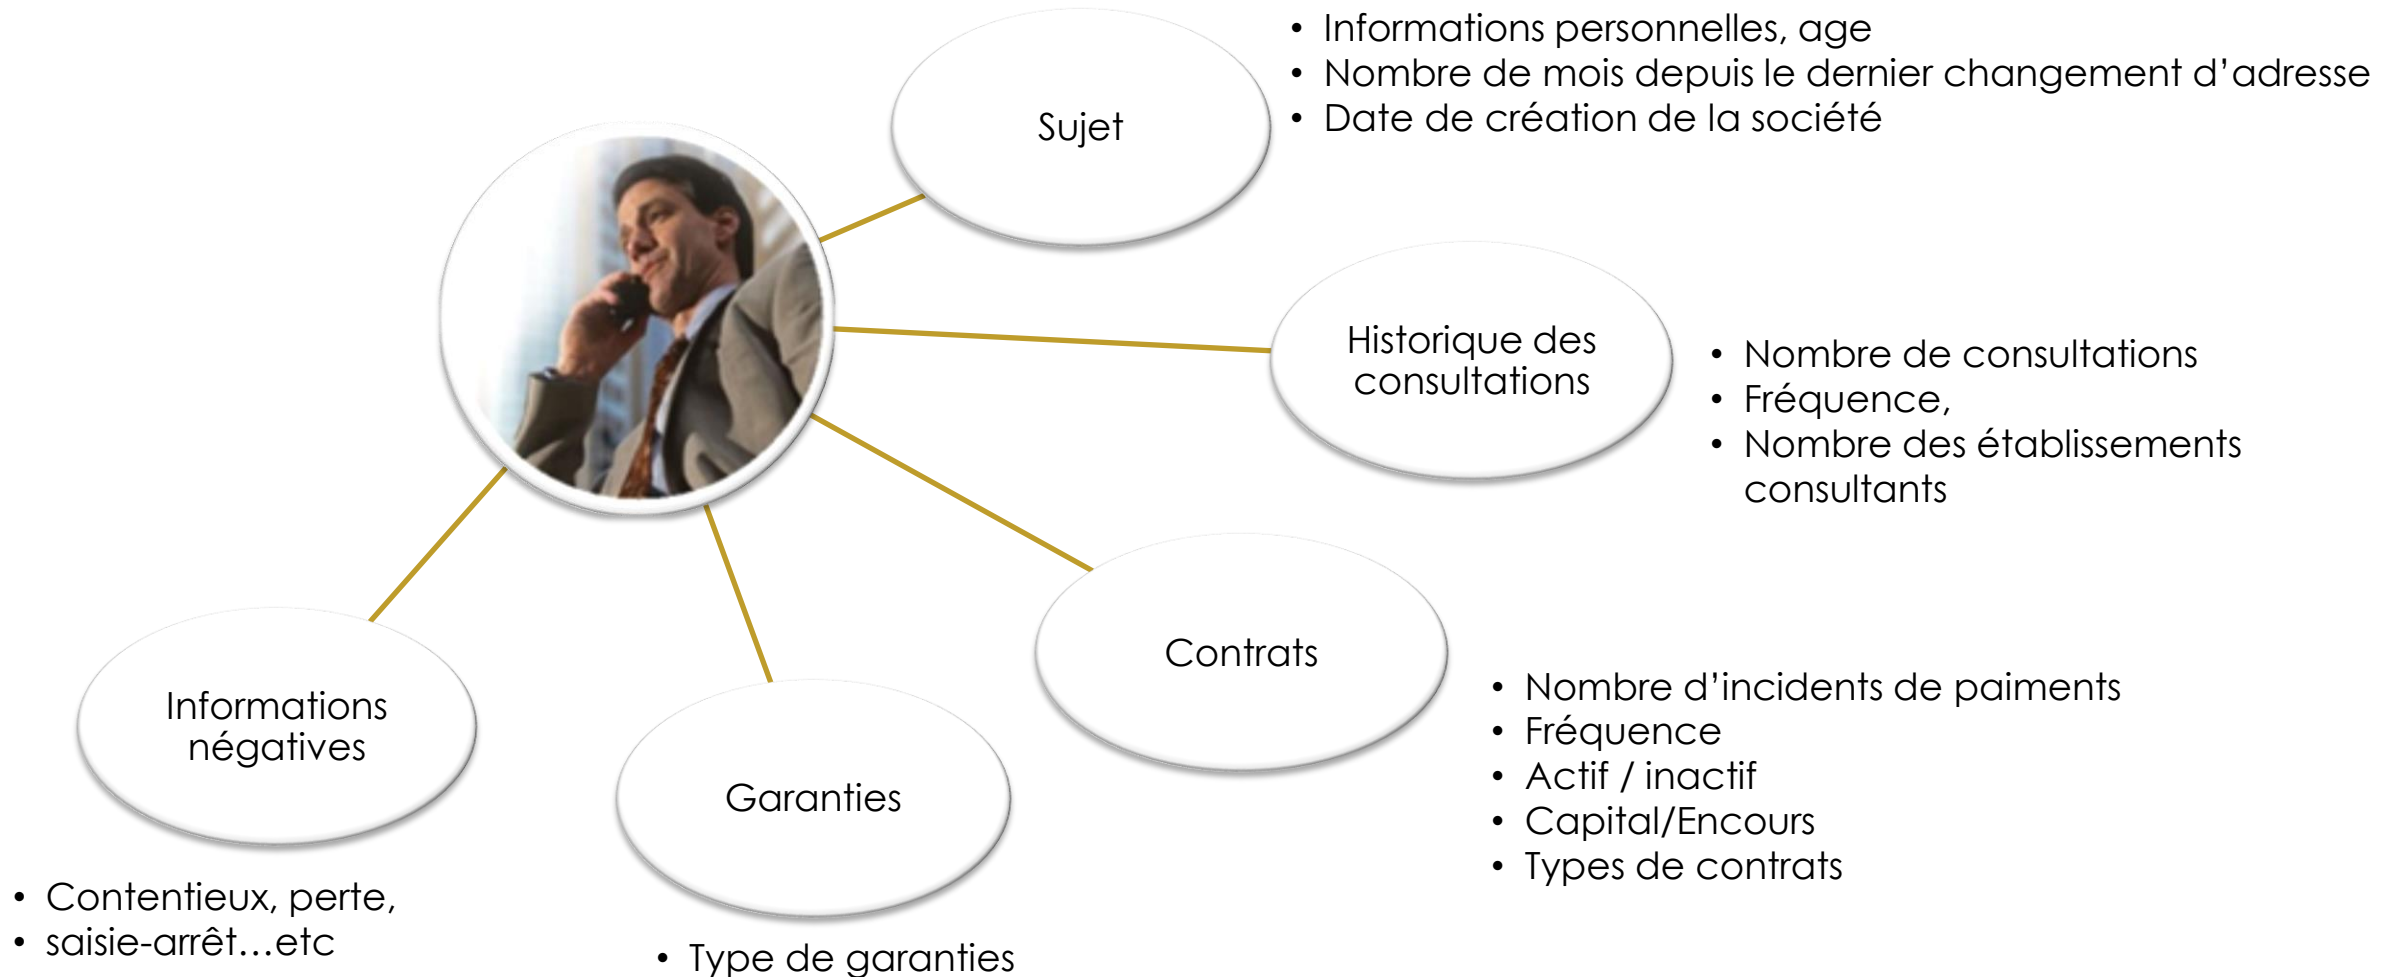 Sujet
• Informations personnelles, age
• Nombre de mois depuis le dernier changement d’adresse
• Date de création de la société
Historique des
consultations
• Nombre de consultations
• Fréquence,
• Nombre des établissements
consultants
Contrats
• Nombre d’incidents de paiments
• Fréquence
• Actif / inactif
• Capital/Encours
• Types de contrats
Garanties
• Type de garanties
Informations
négatives
• Contentieux, perte,
• saisie-arrêt…etc